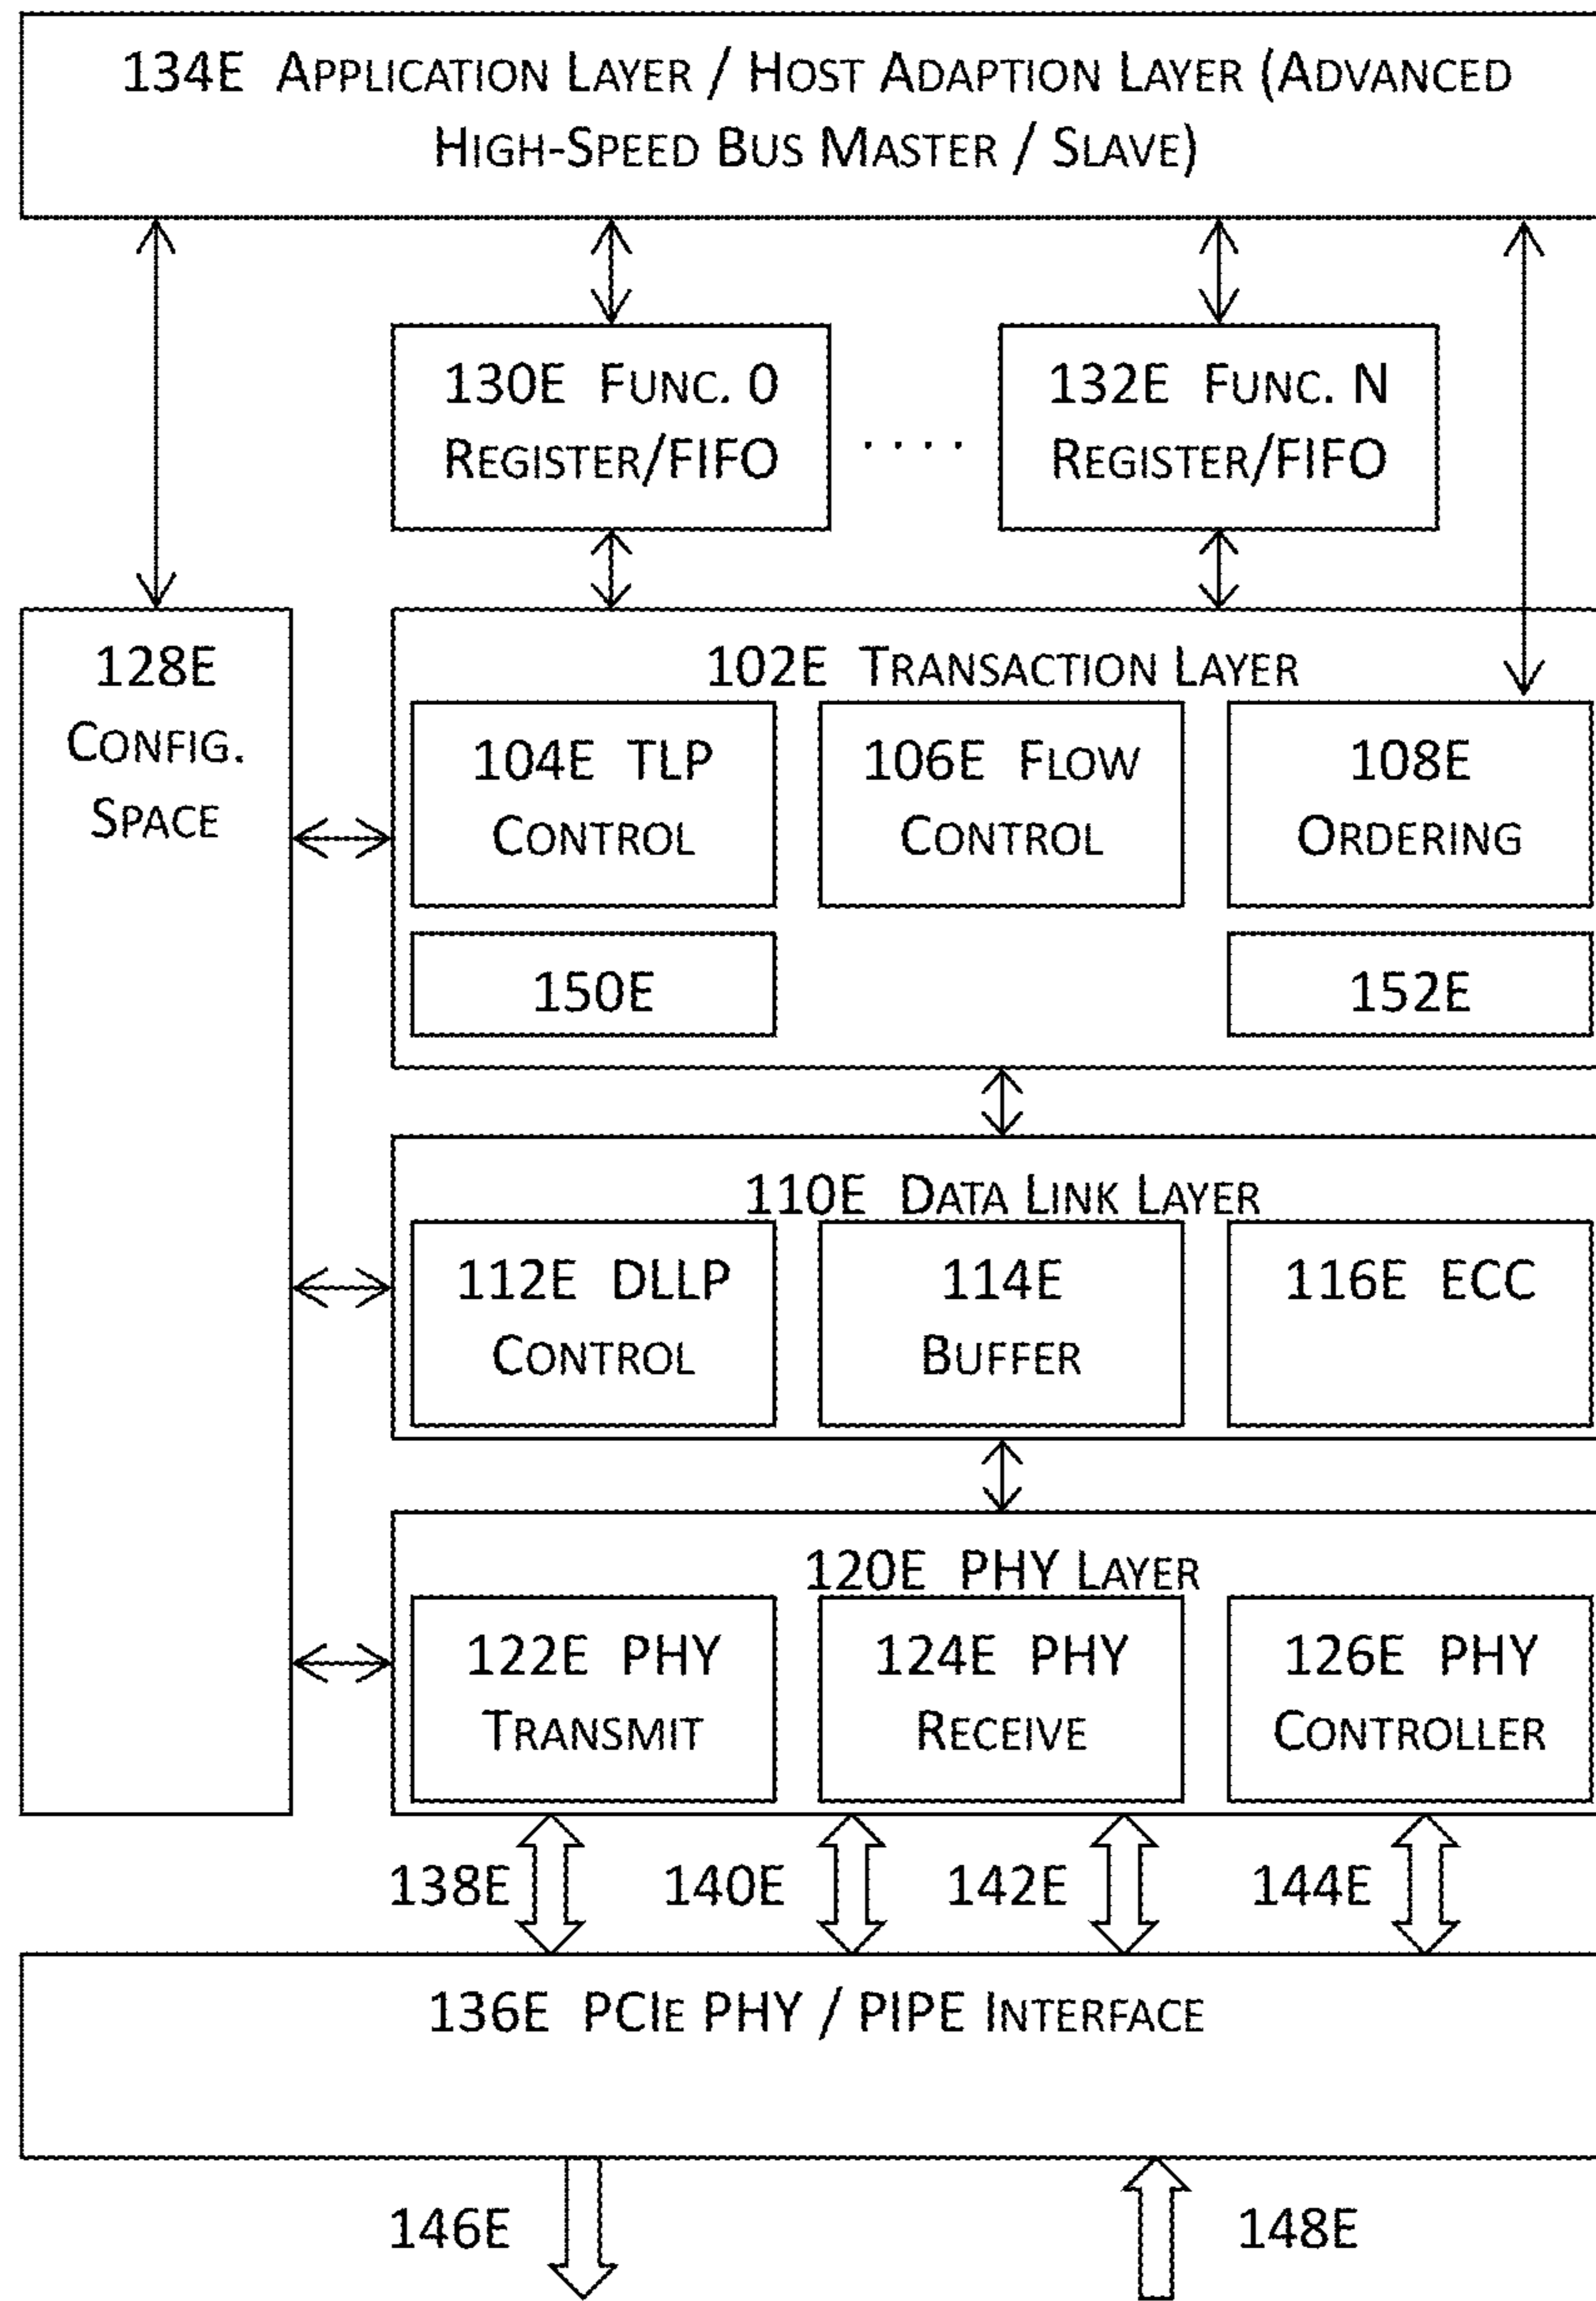 134E APPLICATION LAYER / HOST ADAPTION LAYER (ADVANCED
HIGH-SPEED BUS MASTER / SLAVE)
130E FUNC. 0
REGISTER/FIFO
. . . .
132E FUNC. N
REGISTER/FIFO
128E
CONFIG.
SPACE
102E TRANSACTION LAYER
104E TLP
CONTROL
106E FLOW
CONTROL
108E
ORDERING
150E
152E
110E DATA LINK LAYER
112E DLLP
CONTROL
114E
BUFFER
116E ECC
120E PHY LAYER
122E PHY
TRANSMIT
124E PHY
RECEIVE
126E PHY
CONTROLLER
138E
140E
142E
144E
136E PCIE PHY / PIPE INTERFACE
146E
148E